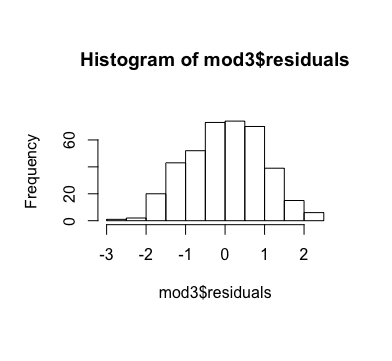 Histogram of mod3$residuals
Frequency
60
20
0
-3 -2 -1 0 1 2
mod3$residuals